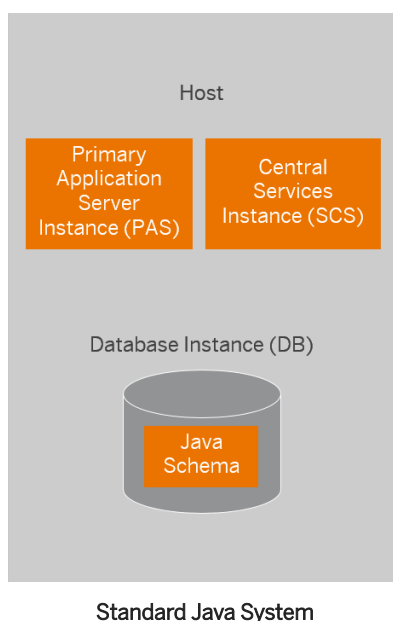 Host
Primary
Application
Server
Instance (PAS)
Central
Services
Instance (SCS)
Database Instance (DB)
Java
Schema
Standard Java System